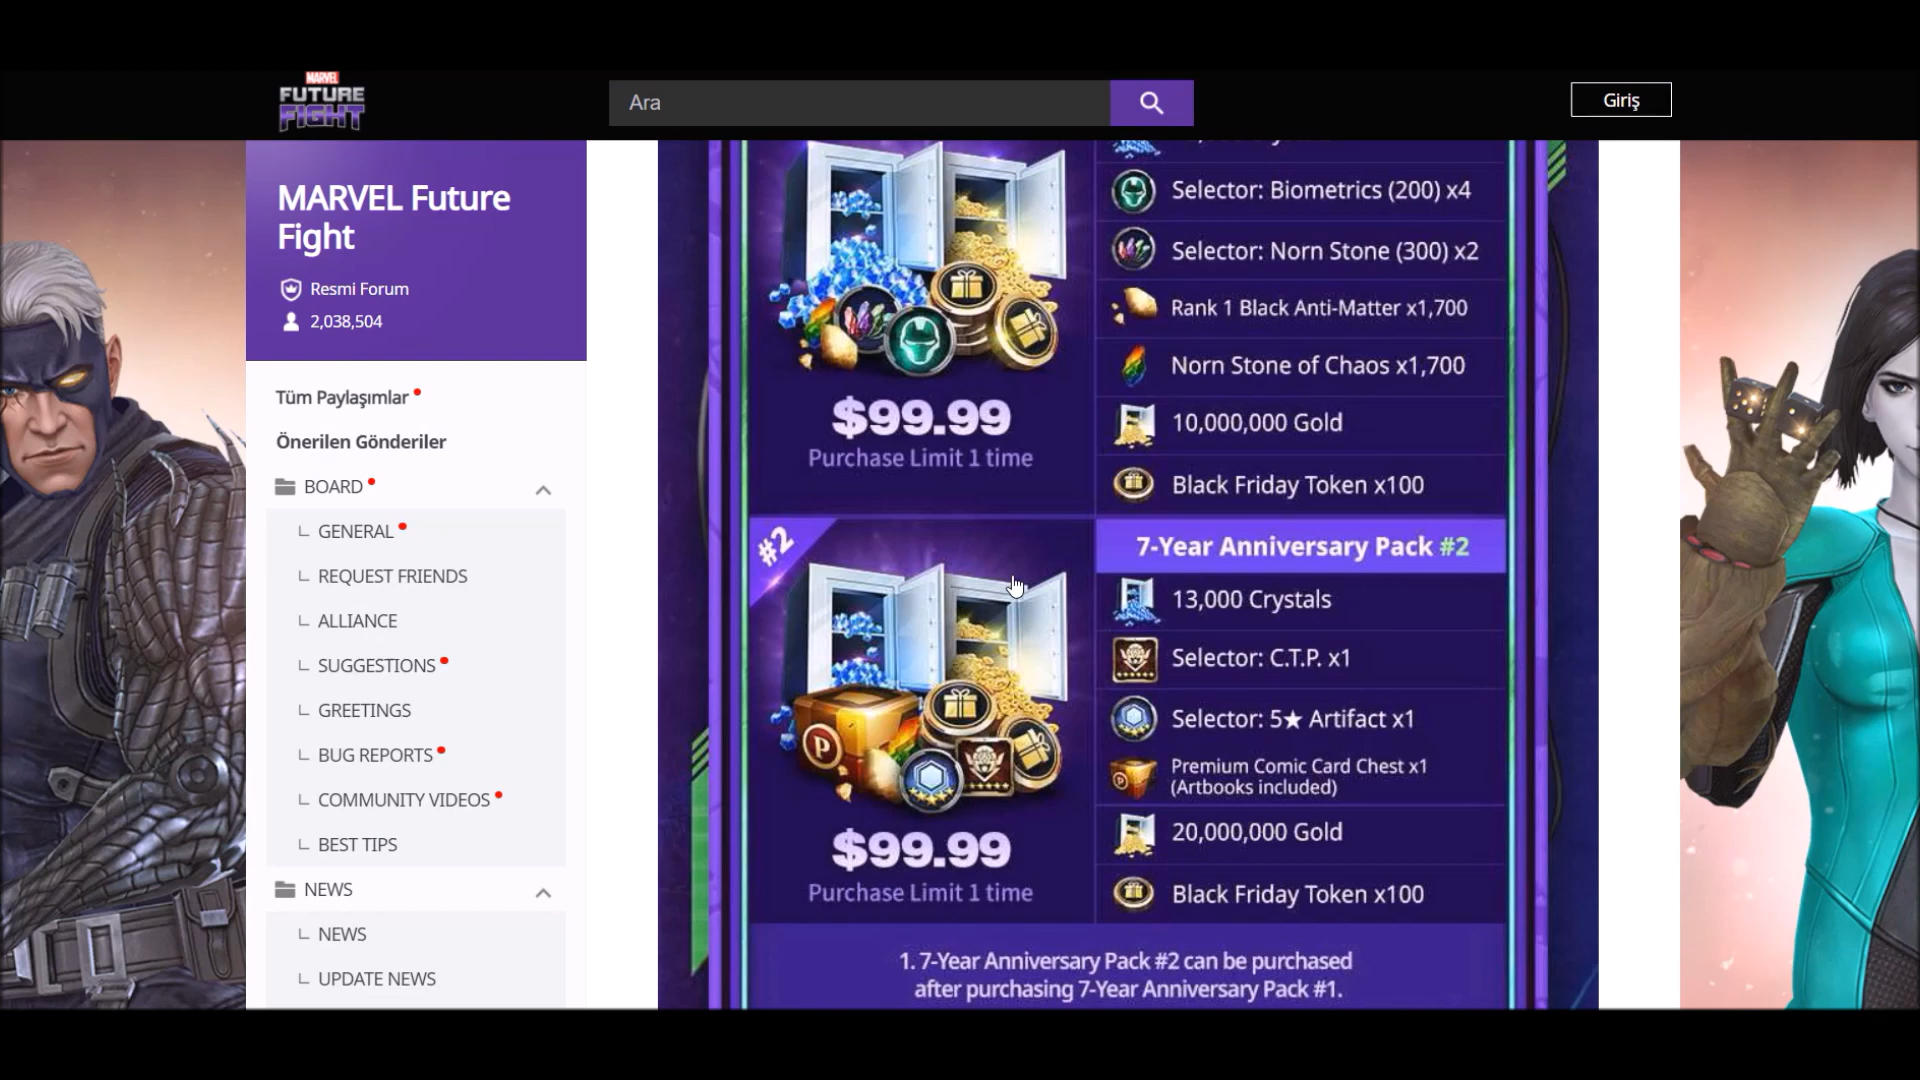 MARVEL
FUTURE
FIGHT
Ara
Giriş
MARVEL Future
Fight
Resmi Forum
2,038,504
Tüm Paylaşımlar
Önerilen Gönderiler
BOARD
GENERAL
REQUEST FRIENDS
ALLIANCE
SUGGESTIONS
GREETINGS
BUG REPORTS
COMMUNITY VIDEOS
BEST TIPS
NEWS
NEWS
UPDATE NEWS
$99.99
Purchase Limit 1 time
Selector: Biometrics (200) x4
Selector: Norn Stone (300) x2
Rank 1 Black Anti-Matter x1,700
Norn Stone of Chaos x1,700
10,000,000 Gold
Black Friday Token x100
#2
P
$99.99
Purchase Limit 1 time
7-Year Anniversary Pack #2
13,000 Crystals
Selector: C.T.P. x1
Selector: 5★ Artifact x1
Premium Comic Card Chest x1
(Artbooks included)
20,000,000 Gold
Black Friday Token x100
1. 7-Year Anniversary Pack #2 can be purchased
after purchasing 7-Year Anniversary Pack #1.